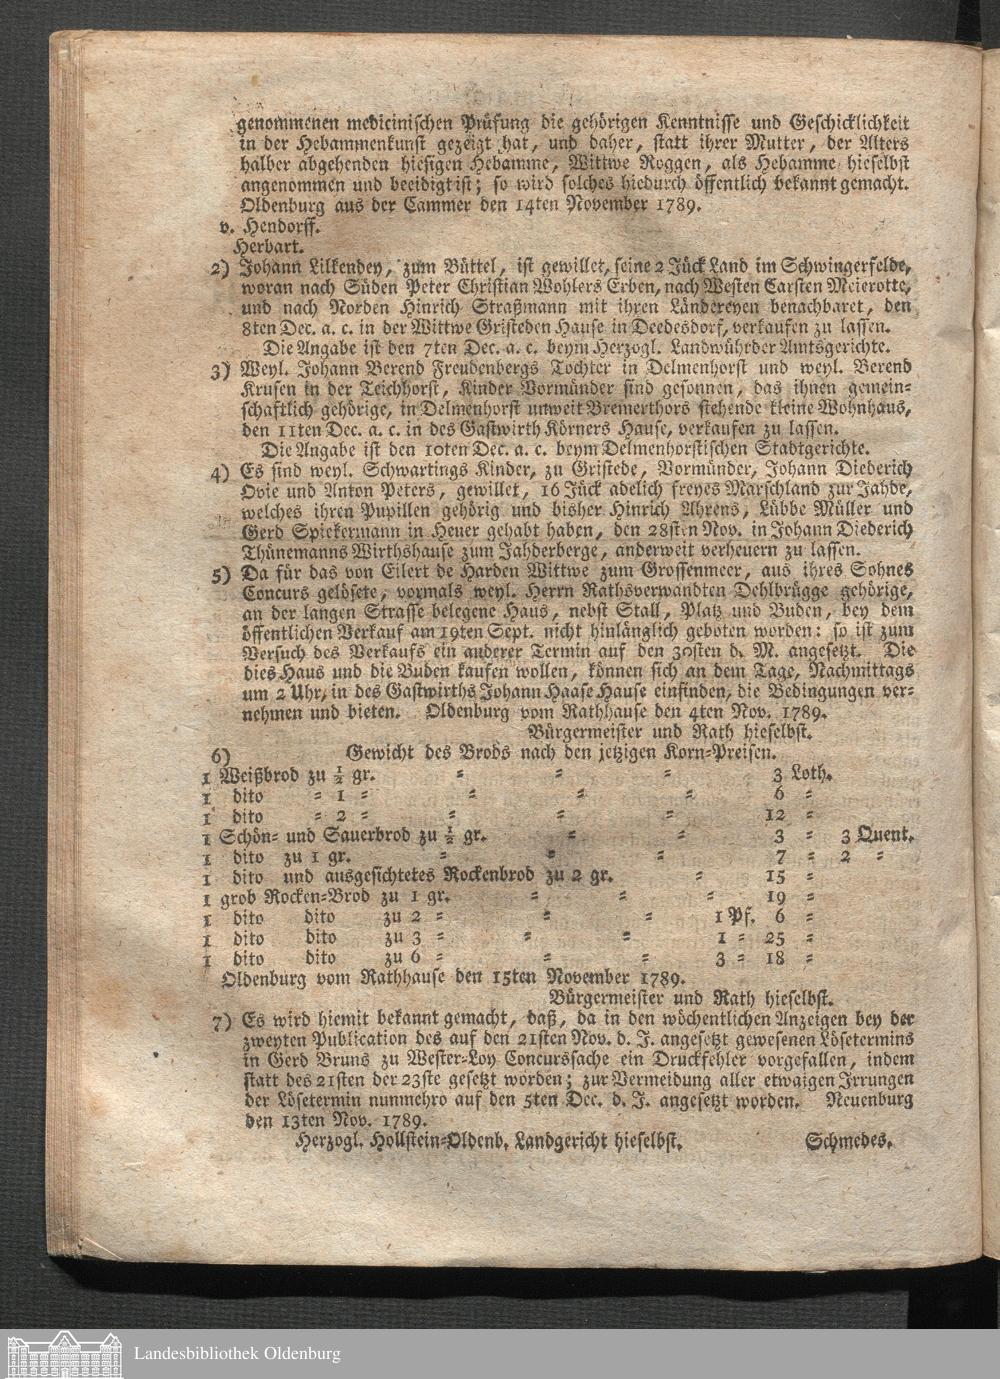 genommenen medicinischen Prüfung die gehörigen Kenntnisse und Geschicklichkeit
in der Hebammenkunst gezeigt hat, und daher, statt ihrer Mutter, der Alters
halber abgehenden hiesigen Hebamme, Wittwe Roggen, als Hebamme hieselbst
angenommen und beeidigt ist; so wird solches hiedurch öffentlich bekannt gemacht.
Oldenburg aus der Cammer den 14ten November 1789.
v. Hendorff.
Herbart.
2) Johann Lilkendey, zum Büttel, ist gewillet, seine 2 Jück Land im Schwingerfelde,
woran nach Süden Peter Christian Wohlers Erben, nach Westen Carsten Meierotte,
und nach Norden Hinrich Straßmann mit ihren Ländereyen benachbaret, den
8ten Dec. a. c. in der Wittwe Gristeden Hause in Deedesdorf, verkaufen zu lassen.
Die Angabe ist den 7ten Dec. a. c. beym Herzogl. Landwührder Amtsgerichte.
3) Weyl. Johann Berend Freudenbergs Tochter in Delmenhorst und weyl. Berend
Krusen in der Teichhorst, Kinder Vormünder sind gesonnen, das ihnen gemein=
schaftlich gehörige, in Delmenhorst unweit Bremerthors stehende kleine Wohnhaus,
den 11ten Dec. a. c. in des Gastwirth Körners Hause, verkaufen zu lassen.
Die Angabe ist den 10ten Dec. a. c. beym Delmenhorstischen Stadtgerichte.
4) Es sind weyl. Schwartings Kinder, zu Gristede, Vormünder, Johann Diederich
Ovie und Anton Peters, gewillet, 16 Jück adelich freyes Marschland zur Jahde,
welches ihren Pupillen gehörig und bisher Hinrich Ahrens, Lübbe Müller und
Gerd Spiekermann in Heuer gehabt haben, den 28sten Nov. in Johann Diederich
Thünemanns Wirthshause zum Jahderberge, anderweit verheuern zu lassen.
5) Da für das von Eilert de Harden Wittwe zum Grossenmeer, aus ihres Sohnes
Concurs gelösete, vormals weyl. Herrn Rathsverwandten Dehlbrügge gehörige,
an der langen Strasse belegene Haus, nebst Stall, Platz und Buden, bey dem
öffentlichen Verkauf am 19ten Sept. nicht hinlänglich geboten worden: so ist zum
Versuch des Verkaufs ein anderer Termin auf den 30sten d. M. angesetzt. Die
dies Haus und die Buden kaufen wollen, können sich an dem Tage, Nachmittags
um 2 Uhr, in des Gastwirths Johann Haase Hause einfinden, die Bedingungen ver=
nehmen und bieten. Oldenburg vom Rathhause den 4ten Nov. 1789.
Bürgermeister und Rath hieselbst.
6) Gewicht des Brods nach den jetzigen Korn=Preisen.
1 Weißbrod zu ½ gr. = = = 3 Loth.
1 dito = 1 = = = = 6 =
1 dito = 2 = = = = 12 =
1 Schön= und Sauerbrod zu ½ gr. = = 3 = 3 Quent.
1 dito zu 1 gr. = = = 7 = 2 =
1 dito und ausgesichtetes Rockenbrod zu 2 gr. = 15 =
1 grob Rocken=Brod zu 1 gr. = = = 19 =
1 dito dito zu 2 = = = 1 Pf. 6 =
1 dito dito zu 3 = = = 1 = 25 =
1 dito dito zu 6 = = = 3 = 18 =
Oldenburg vom Rathhause den 15ten November 1789.
Bürgermeister und Rath hieselbst.
7) Es wird hiemit bekannt gemacht, daß, da in den wöchentlichen Anzeigen bey der
zweyten Publication des auf den 21sten Nov. d. J. angesetzt gewesenen Lösetermins
in Gerd Bruns zu Wester=Loy Concurssache ein Druckfehler vorgefallen, indem
statt des 21sten der 23ste gesetzt worden; zur Vermeidung aller etwaigen Irrungen
der Lösetermin nunmehro auf den 5ten Dec. d. J. angesetzt worden. Neuenburg
den 13ten Nov. 1789.
Herzogl. Hollstein=Oldenb. Landgericht hieselbst. Schmedes.
Landesbibliothek Oldenburg